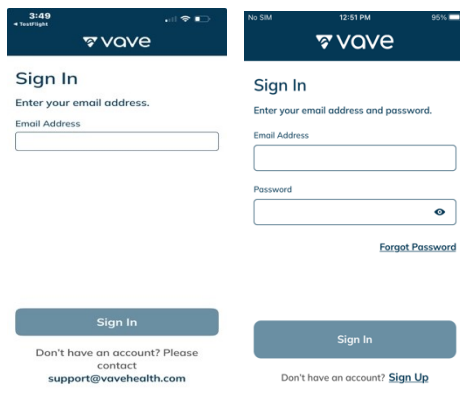 3:49
◂ TestFlight
vave
Sign In
Enter your email address.
Email Address
Sign In
Don't have an account? Please
contact
support@vavehealth.com
No SIM 12:51 PM 95%
vave
Sign In
Enter your email address and password.
Email Address
Password
Forgot Password
Sign In
Don't have an account? Sign Up